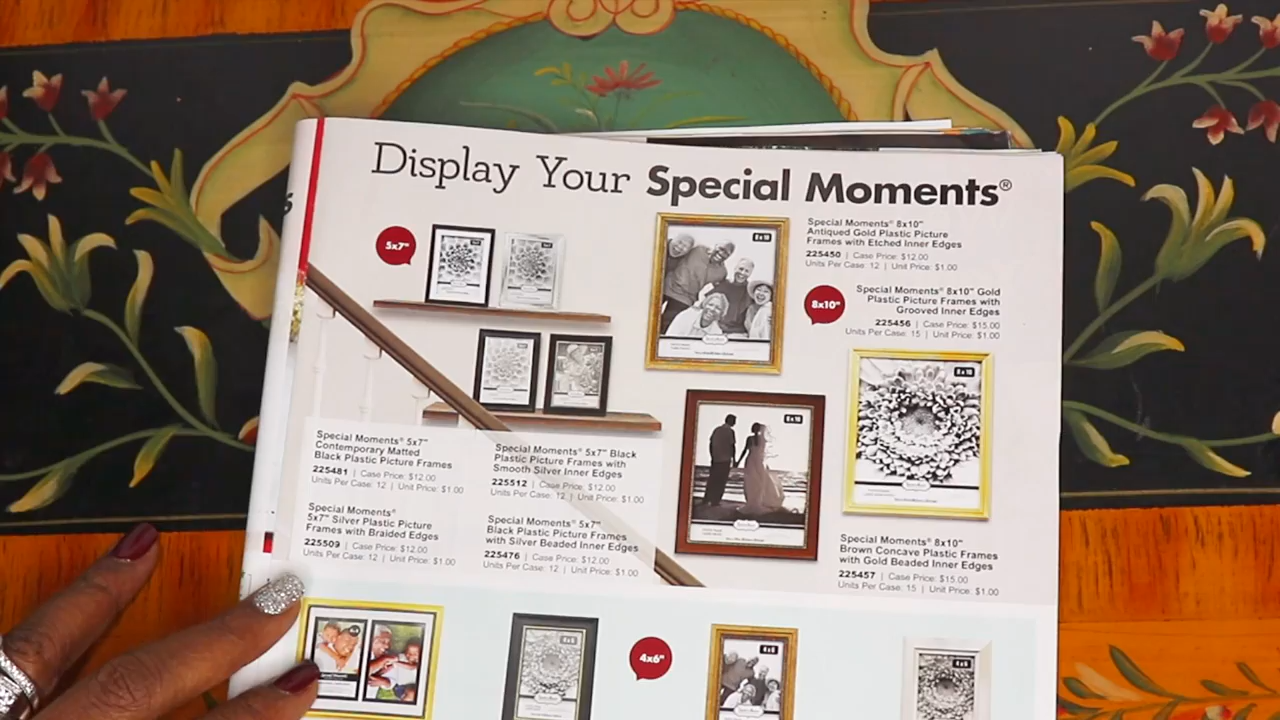 Display Your Special Moments®
5x7"
8x10
Special Moments® 8x10"
Antiqued Gold Plastic Picture
Frames with Etched Inner Edges
225450 | Case Price: $12.00
Units Per Case: 12 | Unit Price: $1.00
8x10"
Special Moments® 8x10" Gold
Plastic Picture Frames with
Grooved Inner Edges
225456 | Case Price: $15.00
Units Per Case: 15 | Unit Price: $1.00
8x10
8x10
Special Moments® 5x7"
Contemporary Matted
Black Plastic Picture Frames
225481 | Case Price: $12.00
Units Per Case: 12 | Unit Price: $1.00
Special Moments® 5x7" Black
Plastic Picture Frames with
Smooth Silver Inner Edges
225512 | Case Price: $12.00
Units Per Case: 12 | Unit Price: $1.00
Special Moments®
5x7" Silver Plastic Picture
Frames with Braided Edges
225509 | Case Price: $12.00
Units Per Case: 12 | Unit Price: $1.00
Special Moments® 5x7"
Black Plastic Picture Frames
with Silver Beaded Inner Edges
225476 | Case Price: $12.00
Units Per Case: 12 | Unit Price: $1.00
Special Moments® 8x10"
Brown Concave Plastic Frames
with Gold Beaded Inner Edges
225457 | Case Price: $15.00
Units Per Case: 15 | Unit Price: $1.00
4x6
4x6"
4x6
4x6